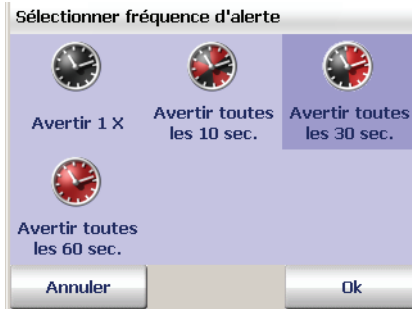 Sélectionner fréquence d'alerte
Avertir 1 X
Avertir toutes
les 10 sec.
Avertir toutes
les 30 sec.
Avertir toutes
les 60 sec.
Annuler
Ok